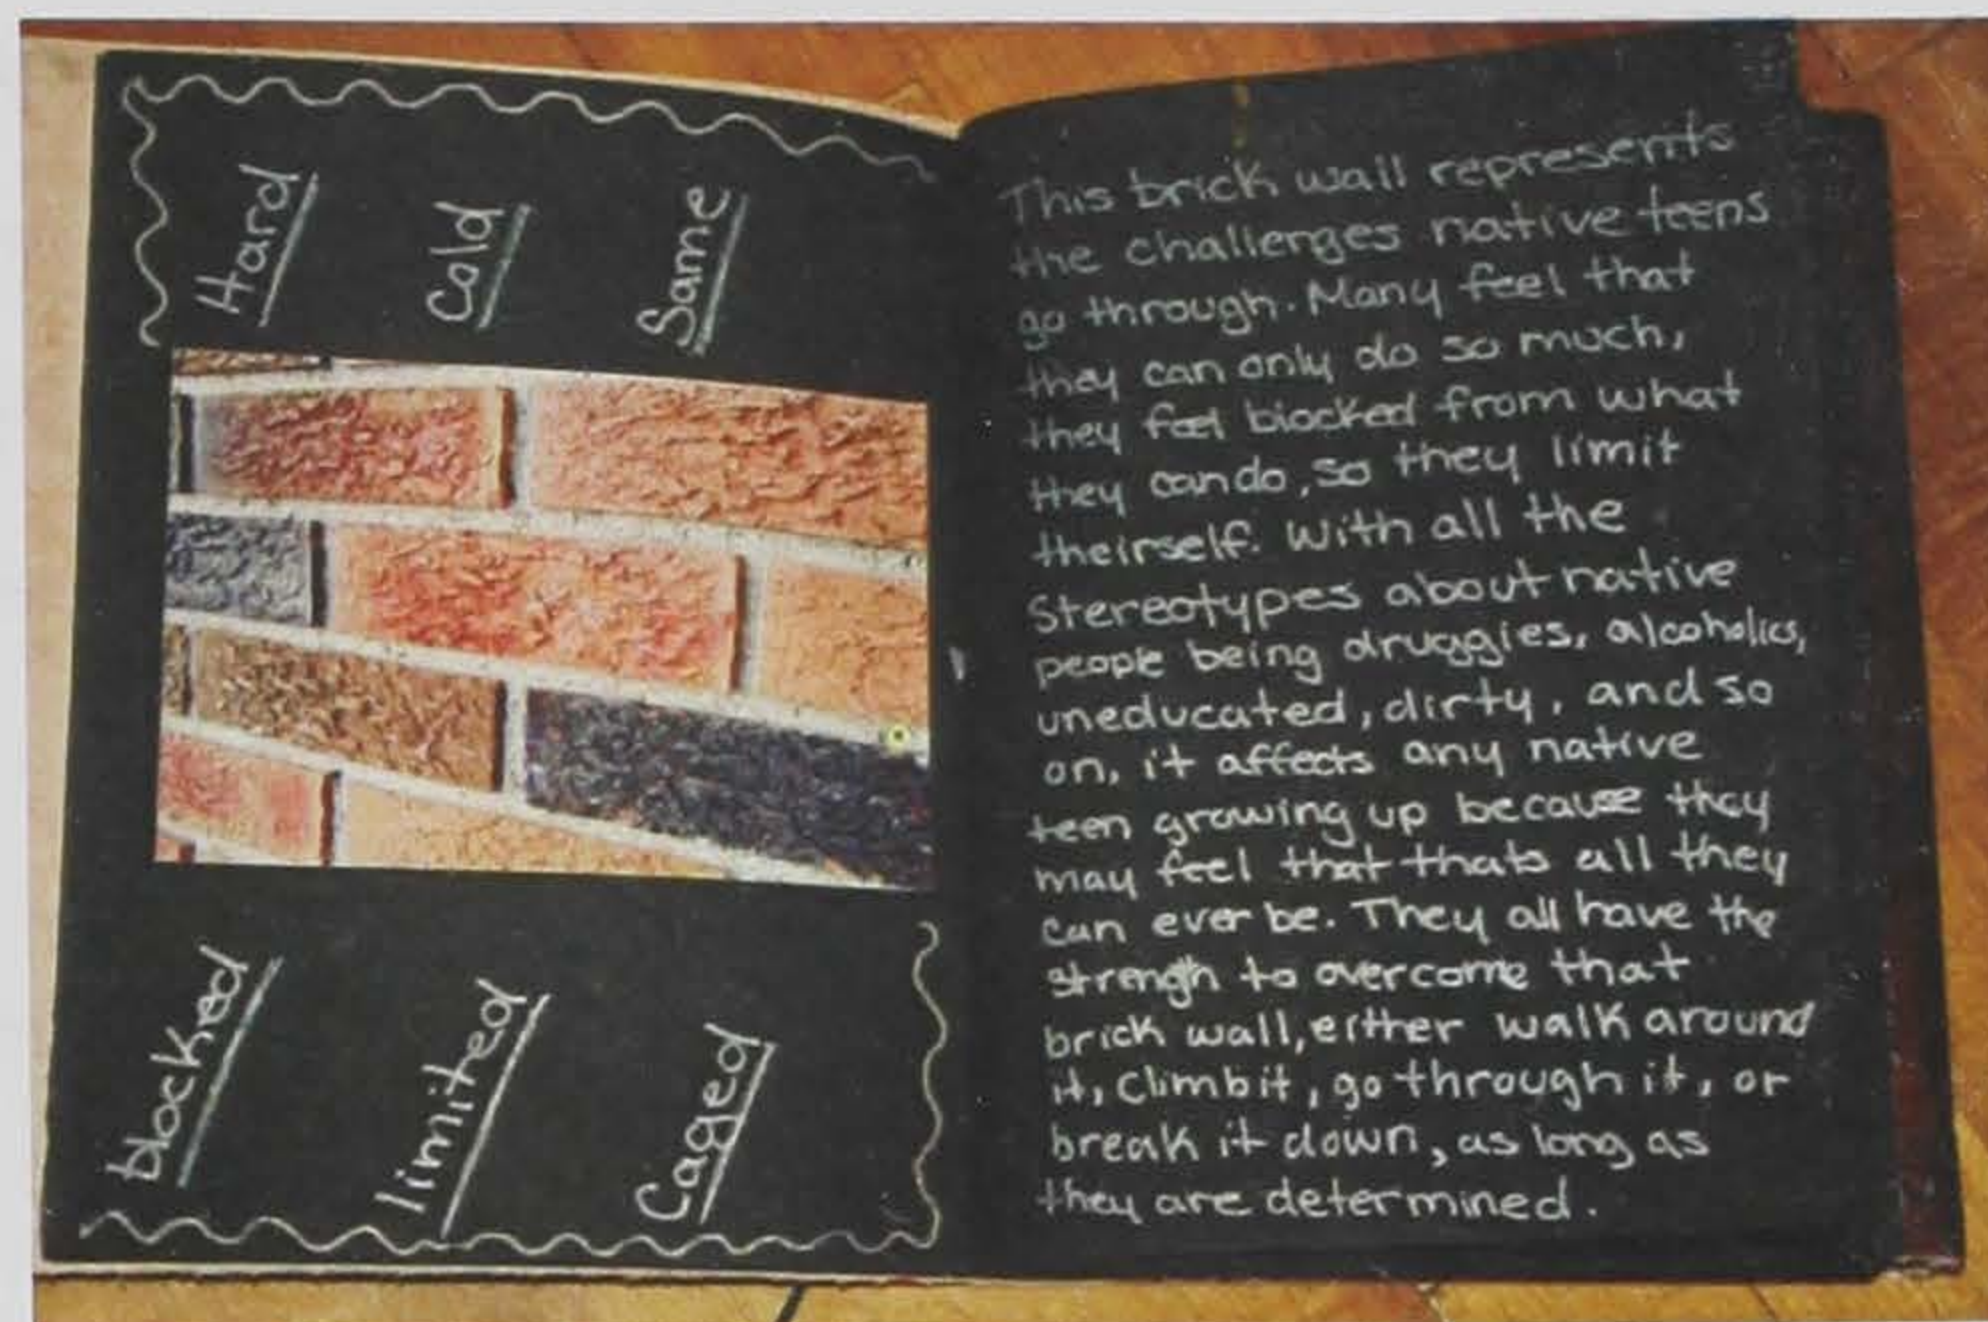 Hard
Cold
Same
blocked
limited
Caged
This brick wall represents
the challenges native teens
go through. Many feel that
they can only do so much,
they feel blocked from what
they can do, so they limit
theirself. With all the
Stereotypes about native
people being druggies, alcoholics,
uneducated, dirty, and so
on, it affects any native
teen growing up because they
may feel that thats all they
can ever be. They all have the
strengh to overcome that
brick wall, either walk around
it, climb it, go through it, or
break it down, as long as
they are determined.